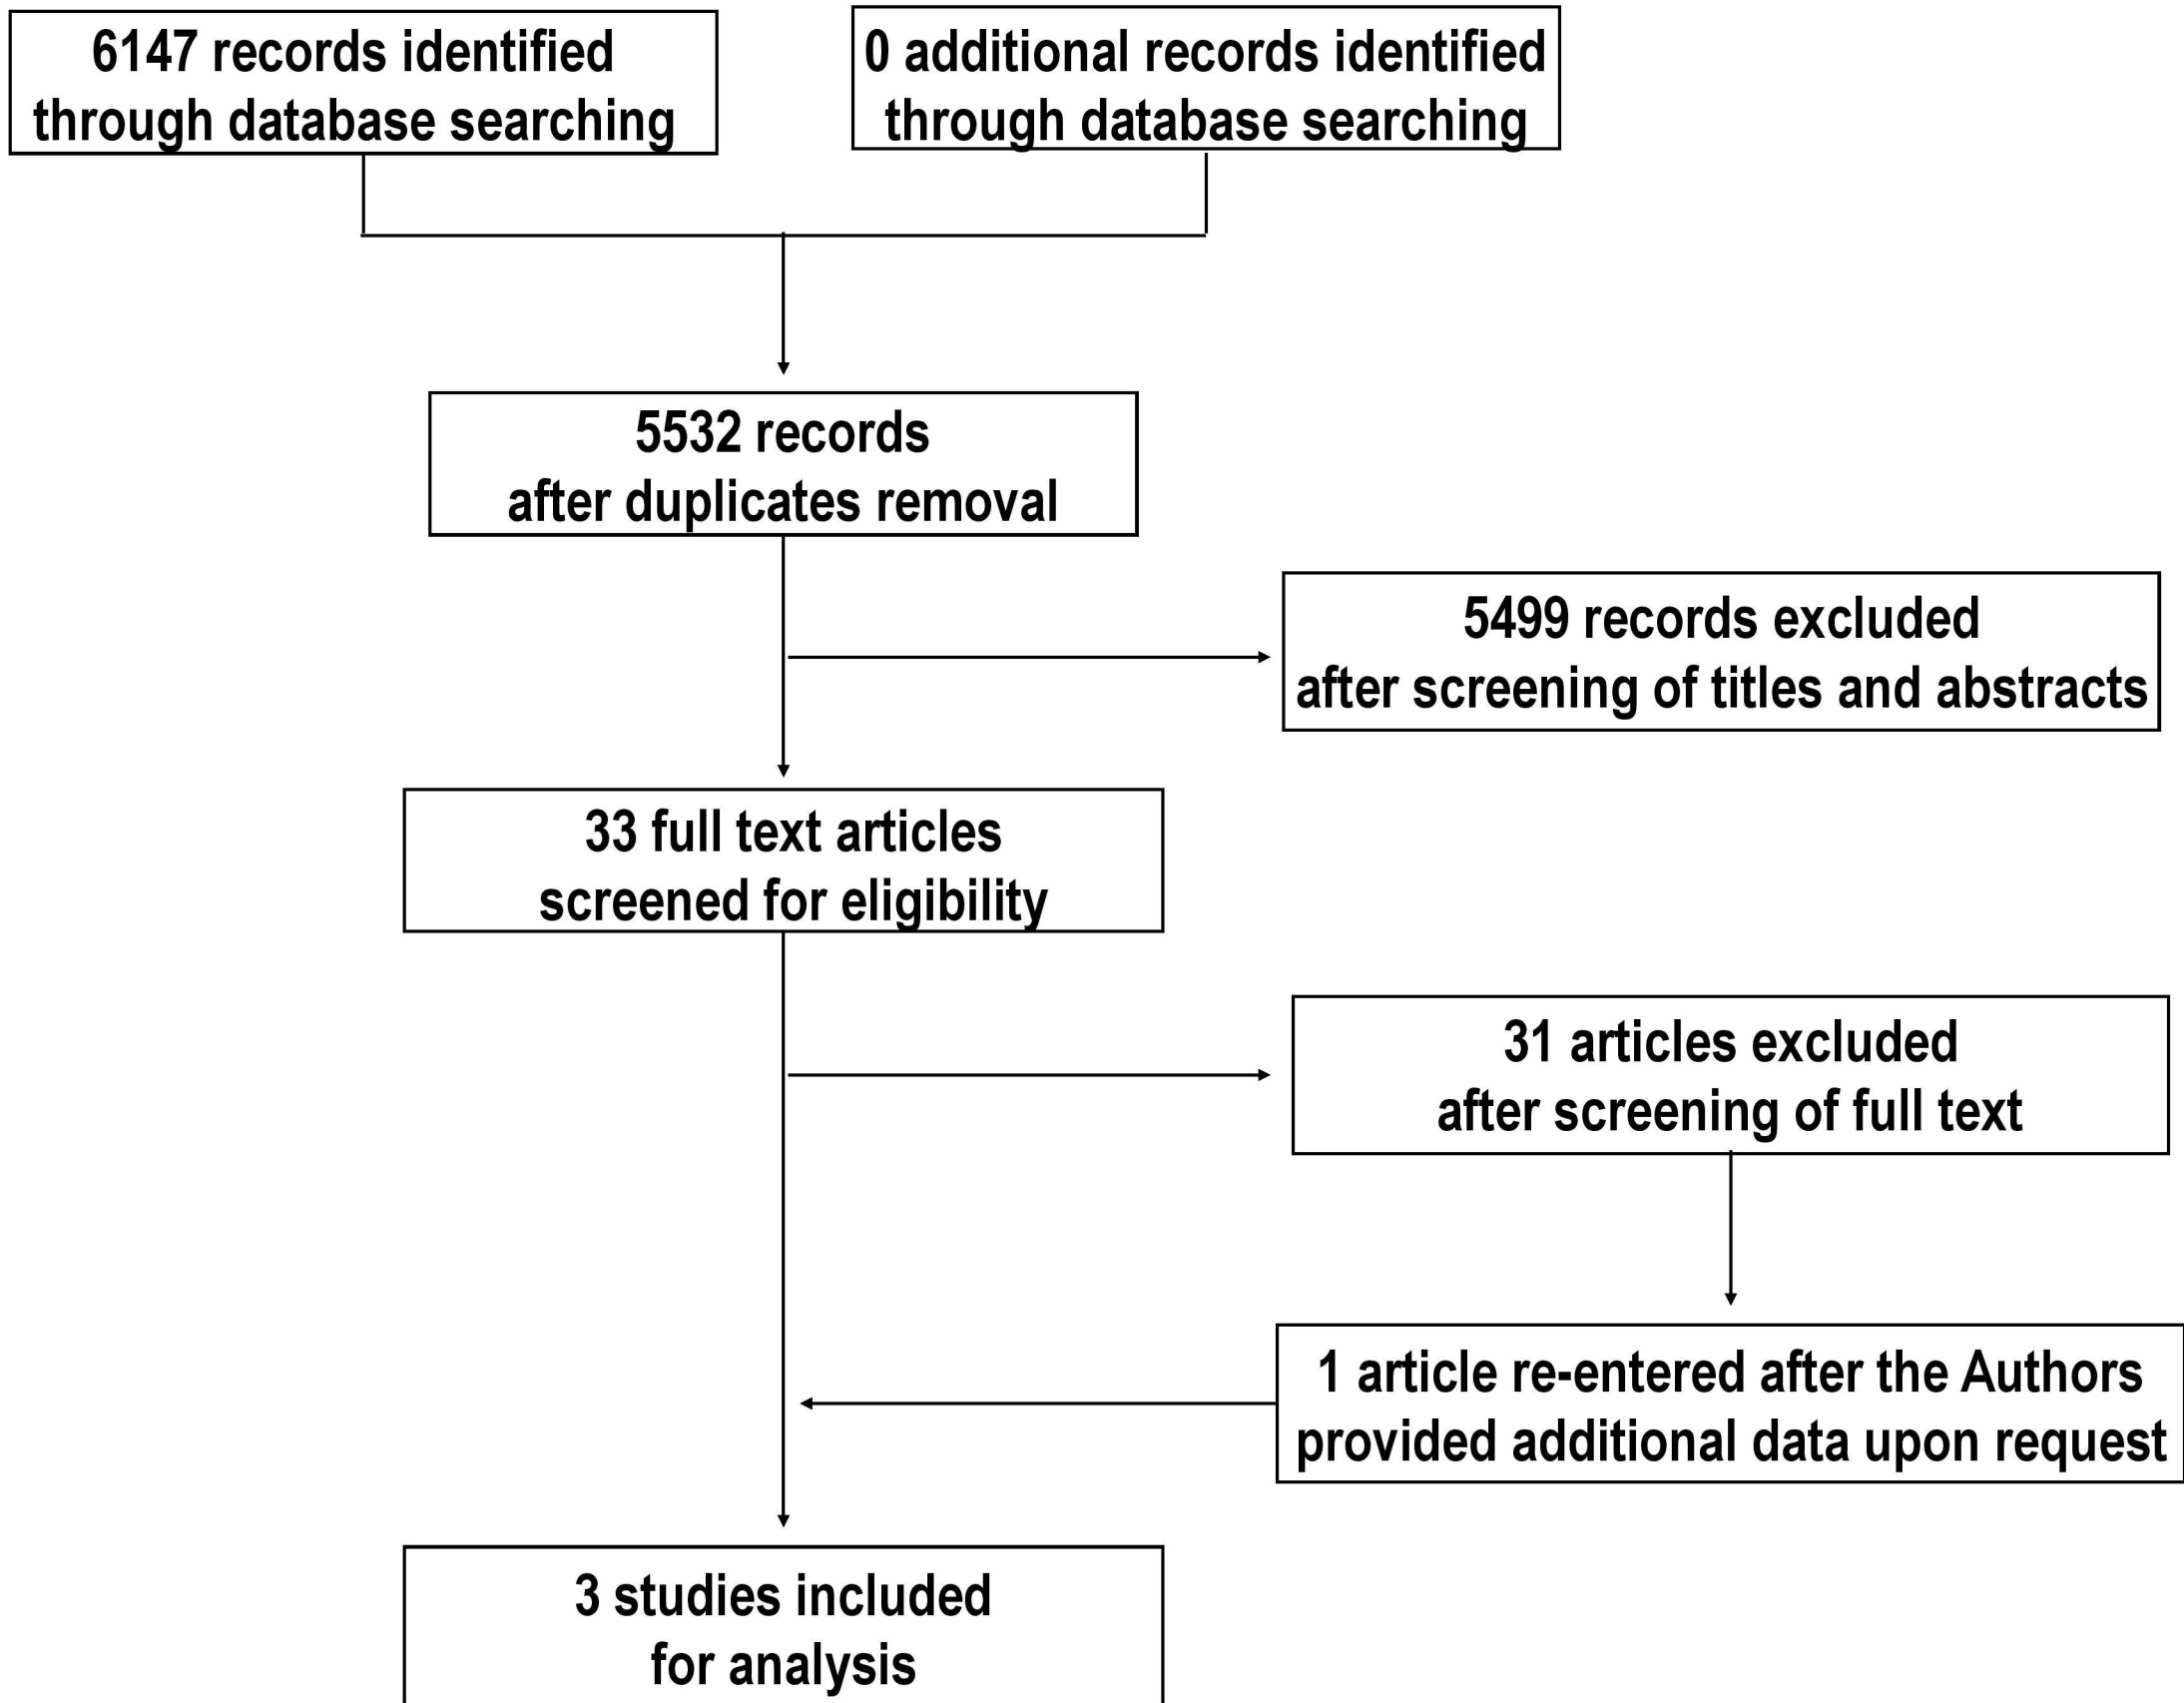 6147 records identified
through database searching
0 additional records identified
through database searching
5532 records
after duplicates removal
5499 records excluded
after screening of titles and abstracts
33 full text articles
screened for eligibility
31 articles excluded
after screening of full text
1 article re-entered after the Authors
provided additional data upon request
3 studies included
for analysis